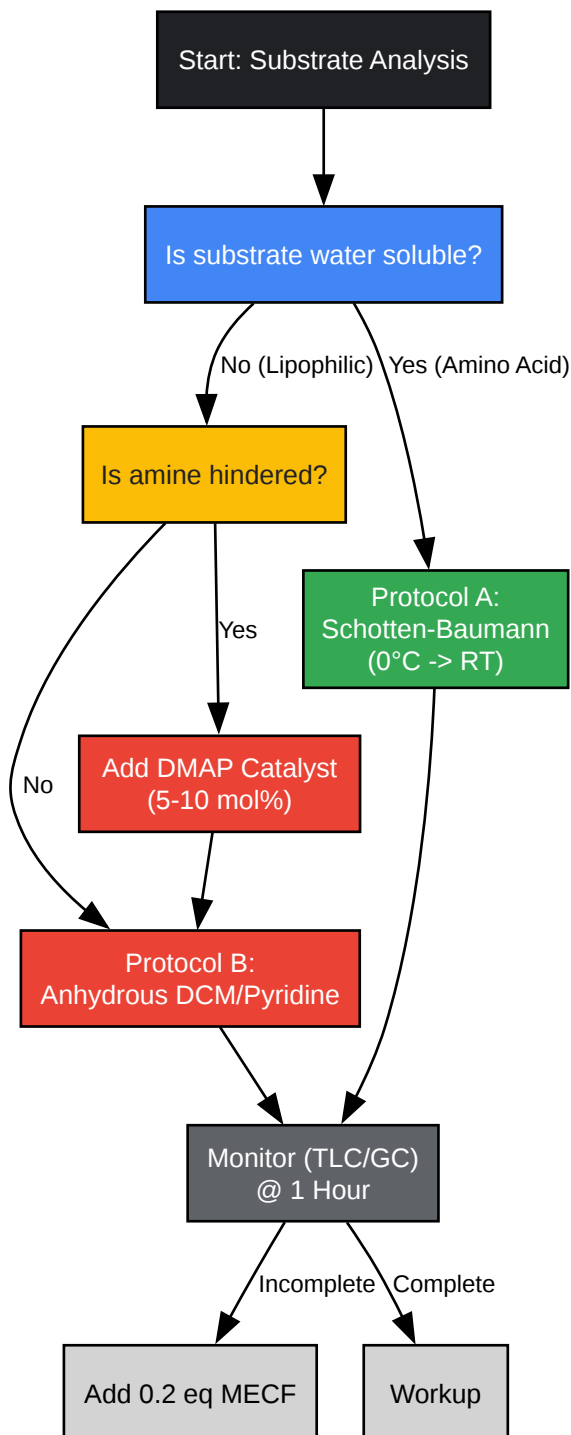 Start: Substrate Analysis
Is substrate water soluble?
No (Lipophilic)
Yes (Amino Acid)
Is amine hindered?
Protocol A:
Schotten-Baumann
(0°C -> RT)
Yes
Add DMAP Catalyst
(5-10 mol%)
No
Protocol B:
Anhydrous DCM/Pyridine
Monitor (TLC/GC)
@ 1 Hour
Incomplete
Complete
Add 0.2 eq MECF
Workup